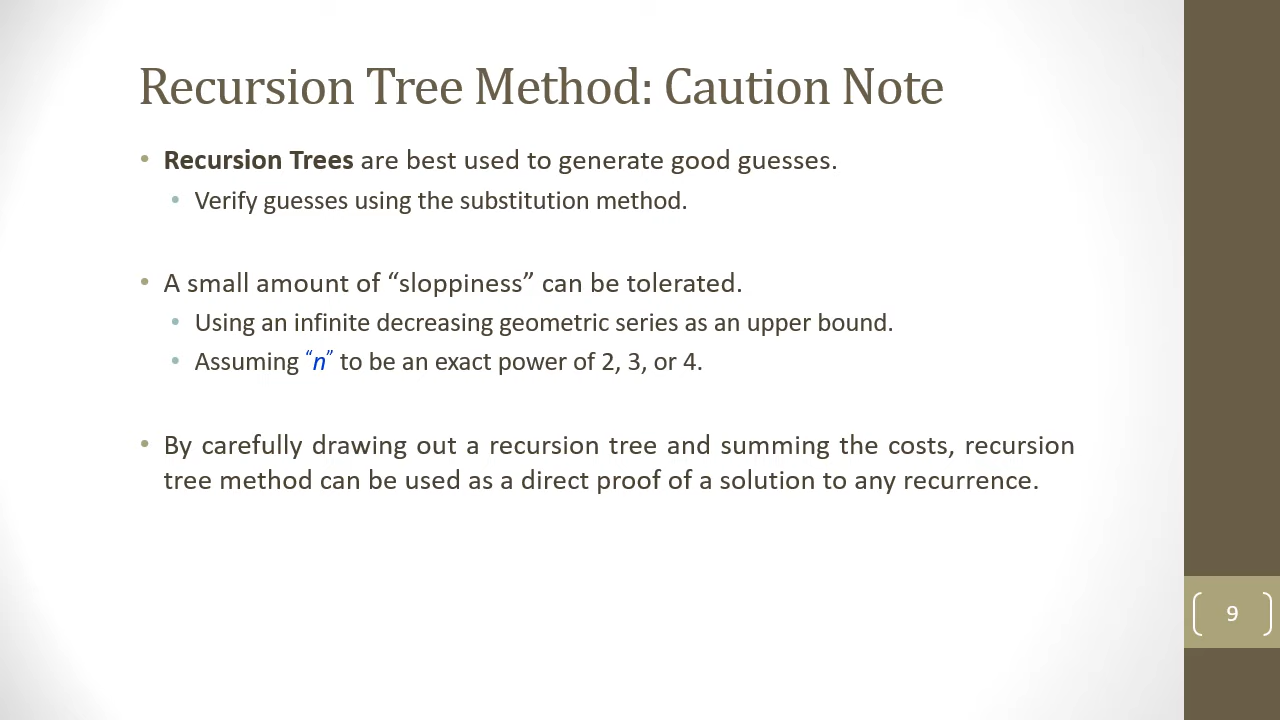 Recursion Tree Method: Caution Note
• Recursion Trees are best used to generate good guesses.
• Verify guesses using the substitution method.
• A small amount of “sloppiness” can be tolerated.
• Using an infinite decreasing geometric series as an upper bound.
• Assuming “n” to be an exact power of 2, 3, or 4.
• By carefully drawing out a recursion tree and summing the costs, recursion
tree method can be used as a direct proof of a solution to any recurrence.
9